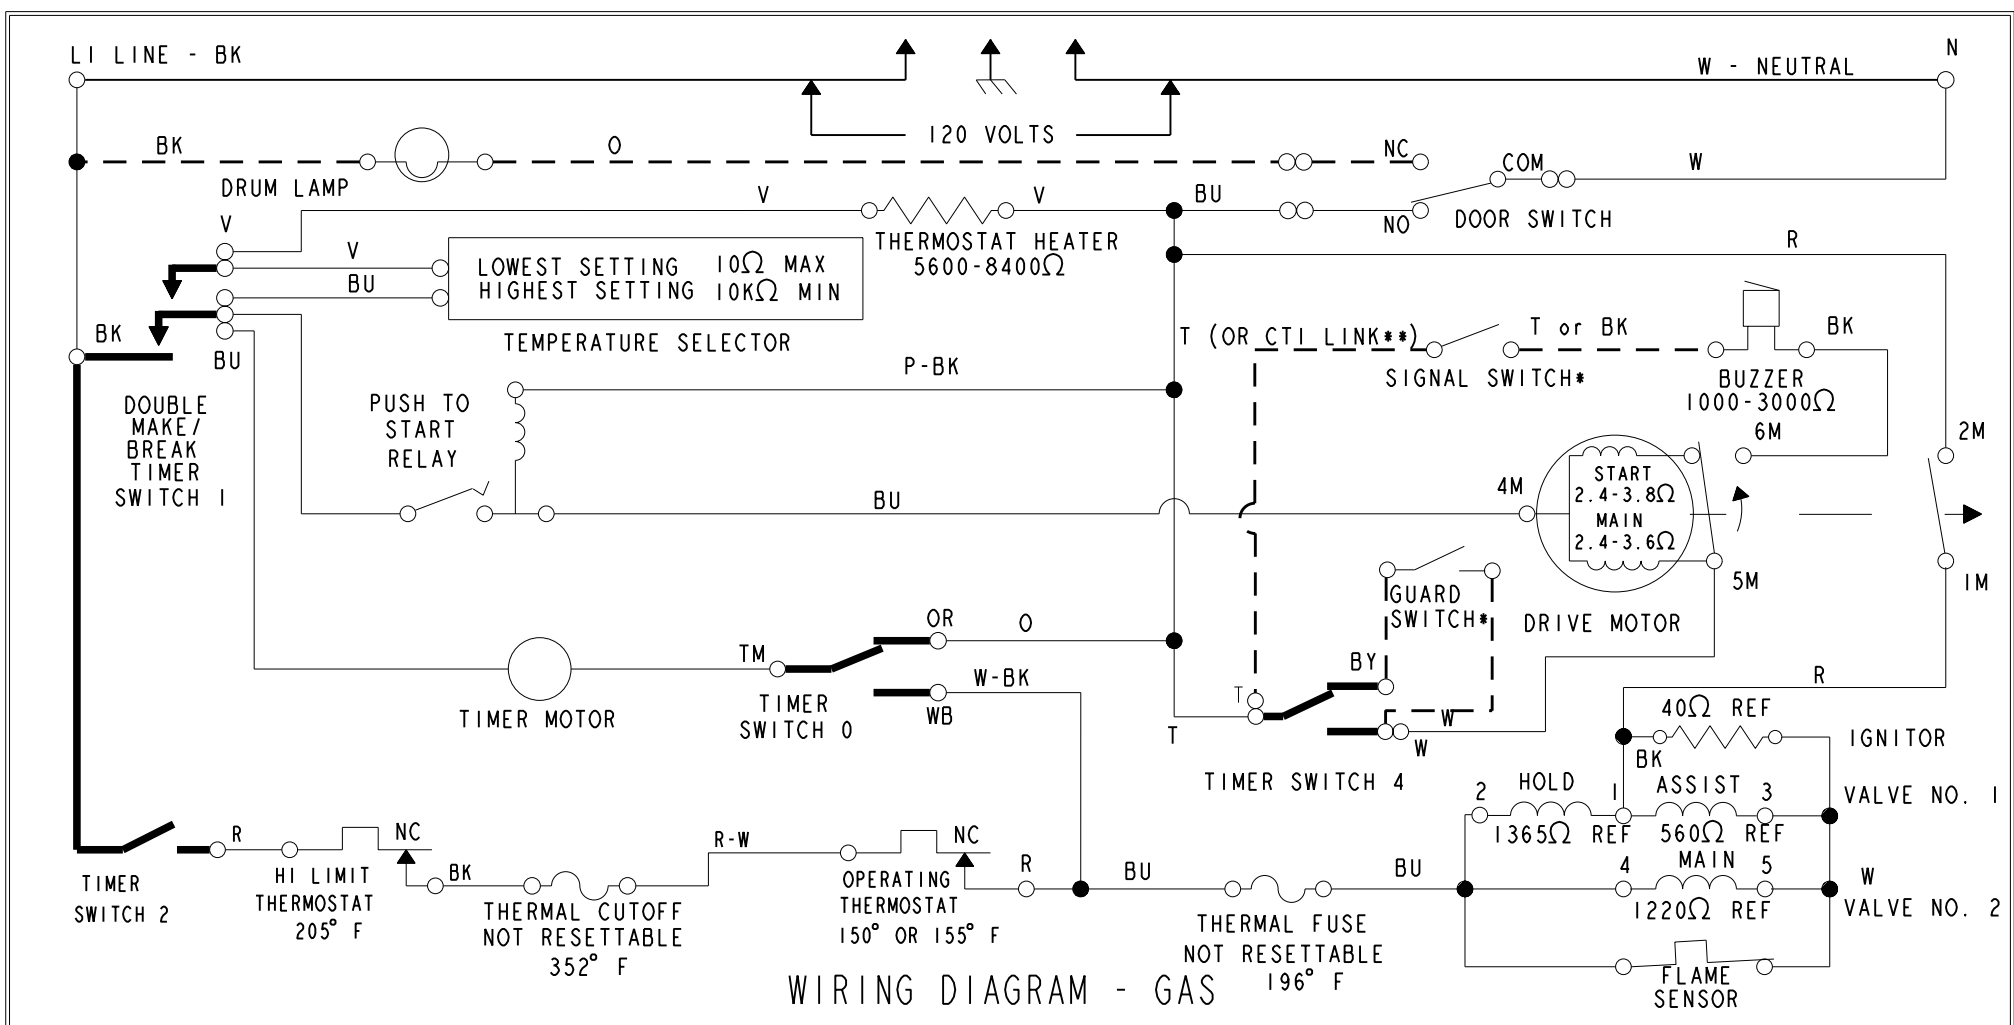 L1 LINE - BK
W - NEUTRAL
N
120 VOLTS
BK
O
NC
COM
W
DRUM LAMP
V
V
V
BU
NO
DOOR SWITCH
THERMOSTAT HEATER
5600-8400Ω
R
V
BU
LOWEST SETTING 10Ω MAX
HIGHEST SETTING 10KΩ MIN
TEMPERATURE SELECTOR
BK
BU
T (OR CT1 LINK**)
T or BK
BK
SIGNAL SWITCH*
BUZZER
1000-3000Ω
DOUBLE
MAKE/
BREAK
TIMER
SWITCH 1
PUSH TO
START
RELAY
P-BK
6M
2M
4M
START
2.4-3.8Ω
MAIN
2.4-3.6Ω
BU
5M
1M
GUARD
SWITCH*
DRIVE MOTOR
OR
O
TM
BY
W-BK
WB
TIMER MOTOR
TIMER
SWITCH 0
T
T
W
W
R
TIMER SWITCH 4
40Ω REF
BK
IGNITOR
2
HOLD
1
ASSIST
3
VALVE NO. 1
1365Ω REF
560Ω REF
R
NC
R-W
NC
4
MAIN
5
TIMER
SWITCH 2
HI LIMIT
THERMOSTAT
205° F
BK
THERMAL CUTOFF
NOT RESETTABLE
352° F
OPERATING
THERMOSTAT
150° OR 155° F
R
BU
THERMAL FUSE
NOT RESETTABLE
196° F
BU
1220Ω REF
W
VALVE NO. 2
FLAME
SENSOR
WIRING DIAGRAM - GAS